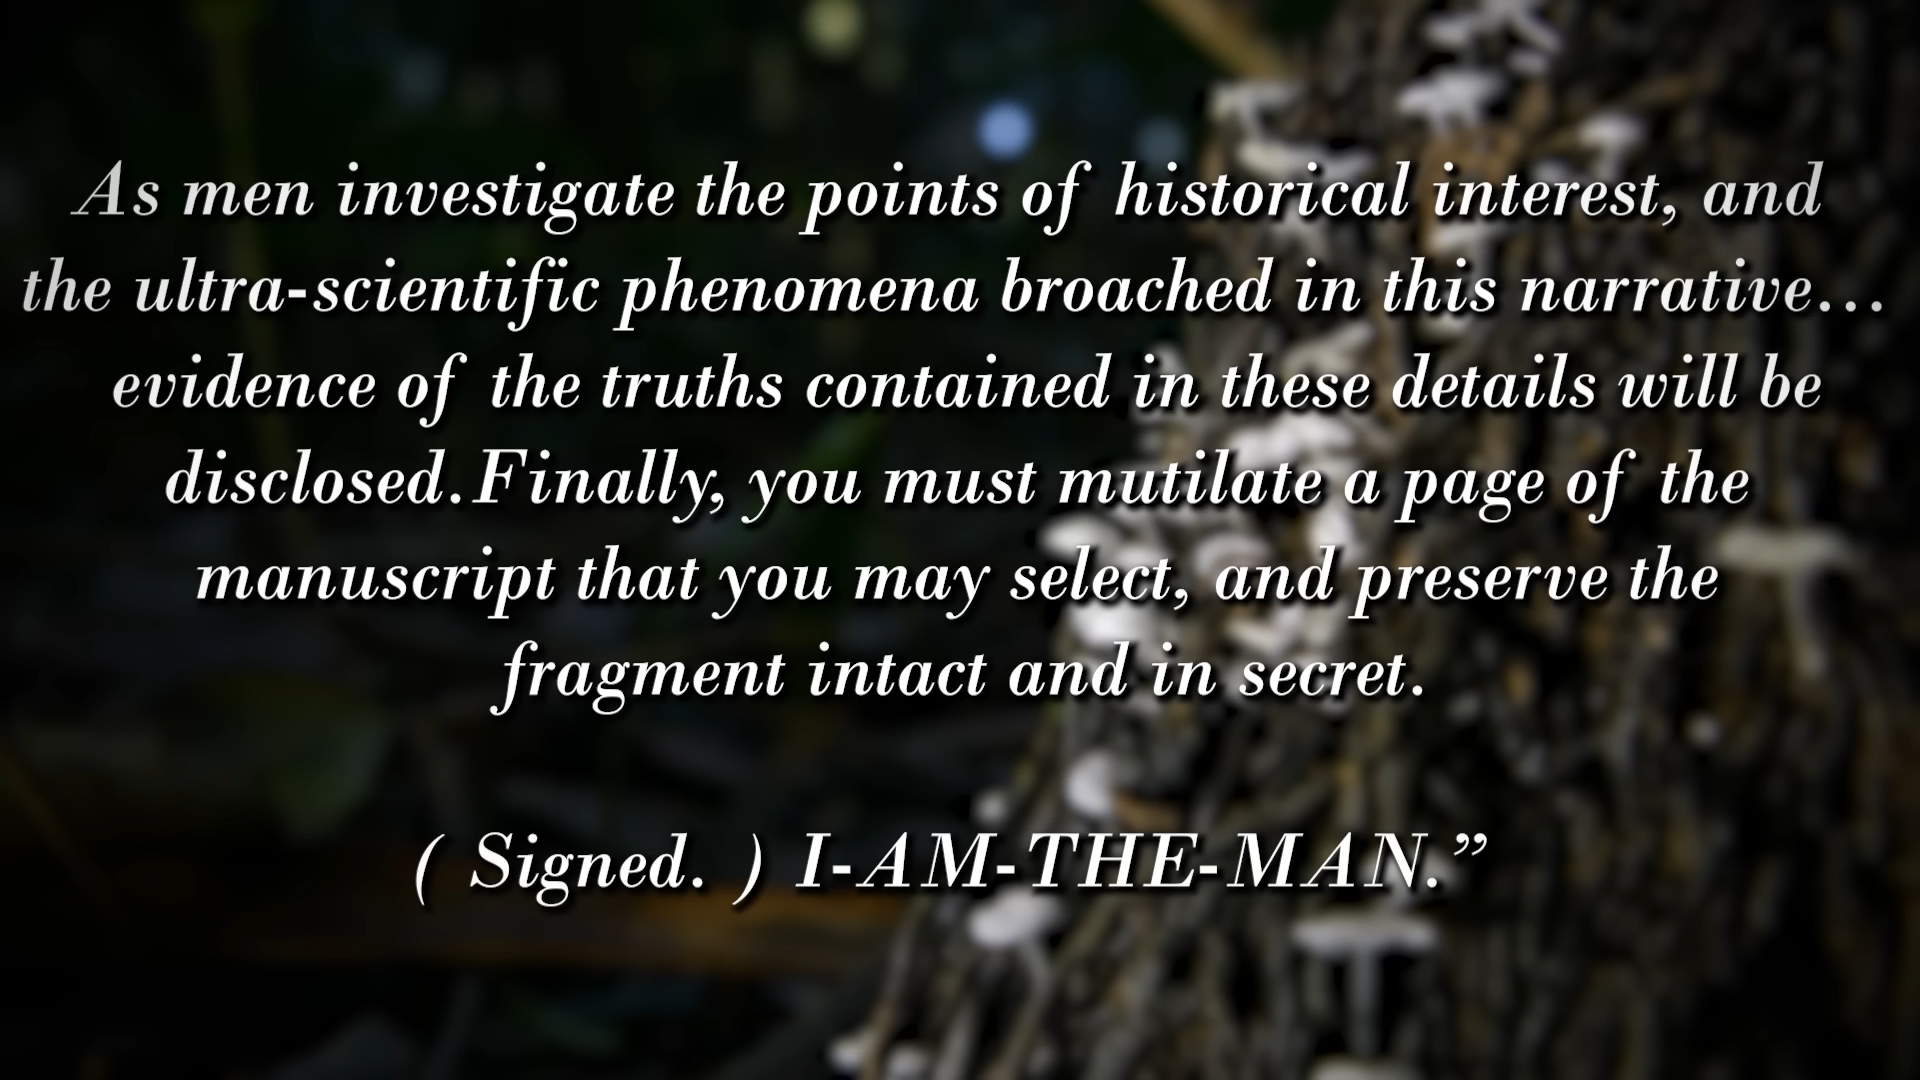 As men investigate the points of historical interest, and
the ultra-scientific phenomena broached in this narrative...
evidence of the truths contained in these details will be
disclosed.Finally, you must mutilate a page of the
manuscript that you may select, and preserve the
fragment intact and in secret.
( Signed. ) I-AM-THE-MAN.”